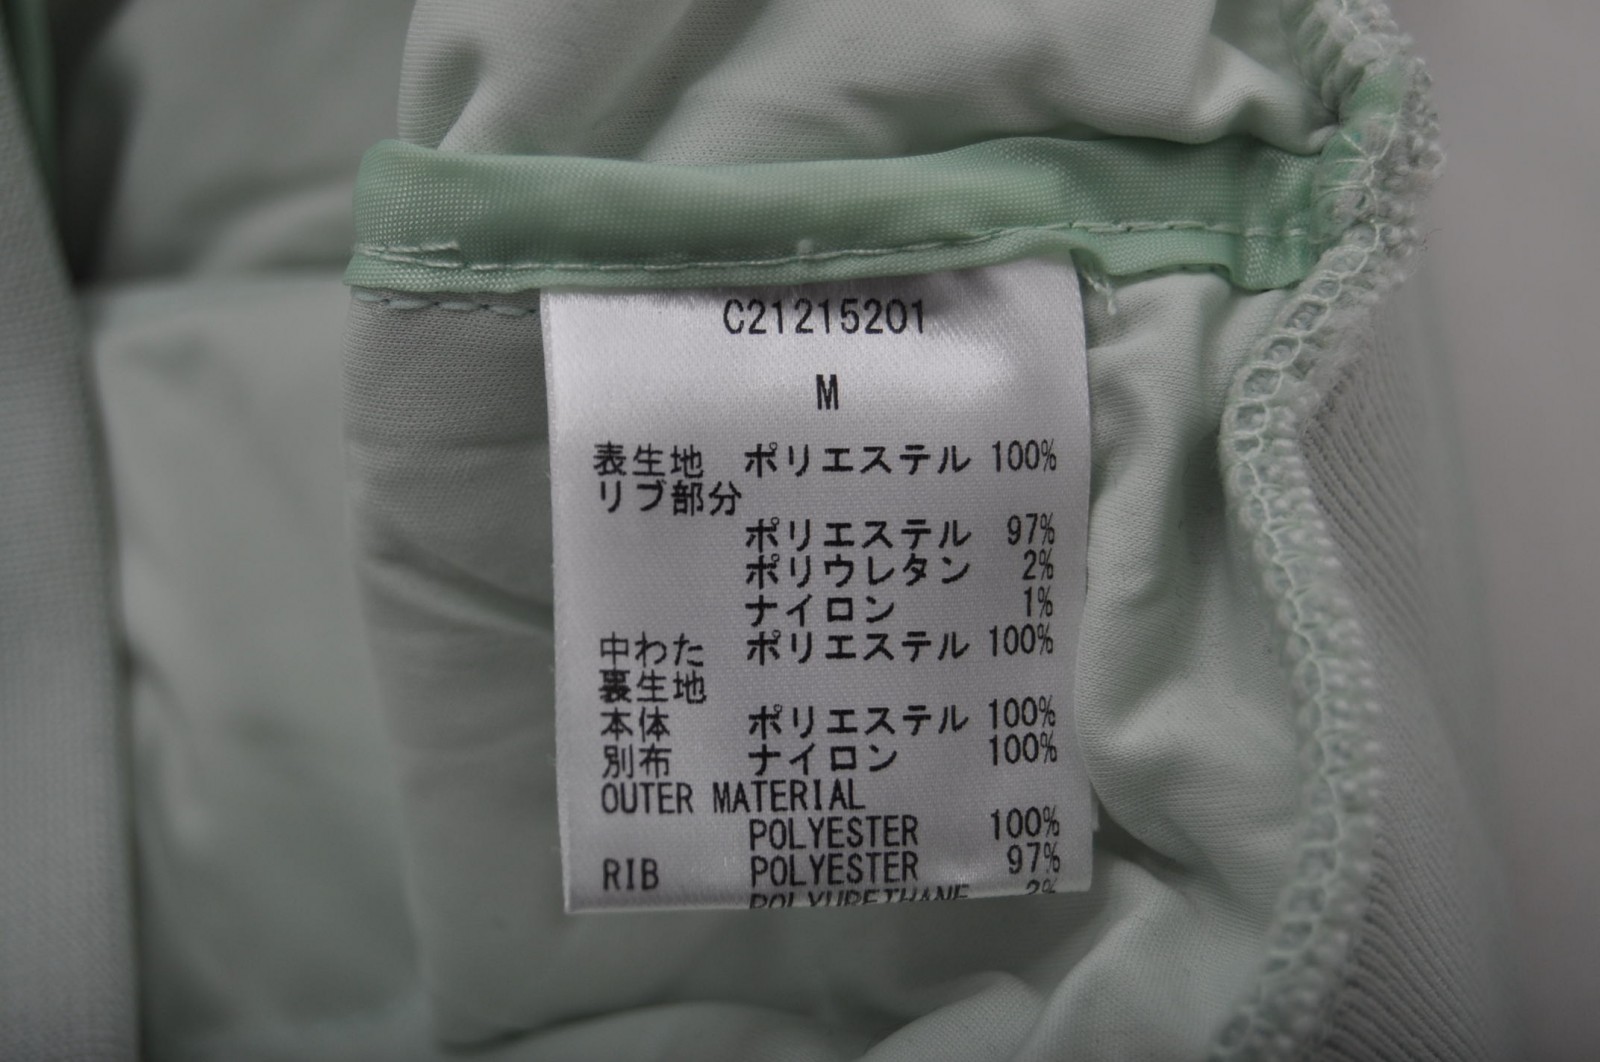 C21215201
M
表生地 ポリエステル 100%
リブ部分
ポリエステル 97%
ポリウレタン 2%
ナイロン 1%
中わた ポリエステル 100%
裏生地
本体 ポリエステル 100%
別布 ナイロン 100%
OUTER MATERIAL
POLYESTER 100%
RIB POLYESTER 97%
POLYURETHANE 2%